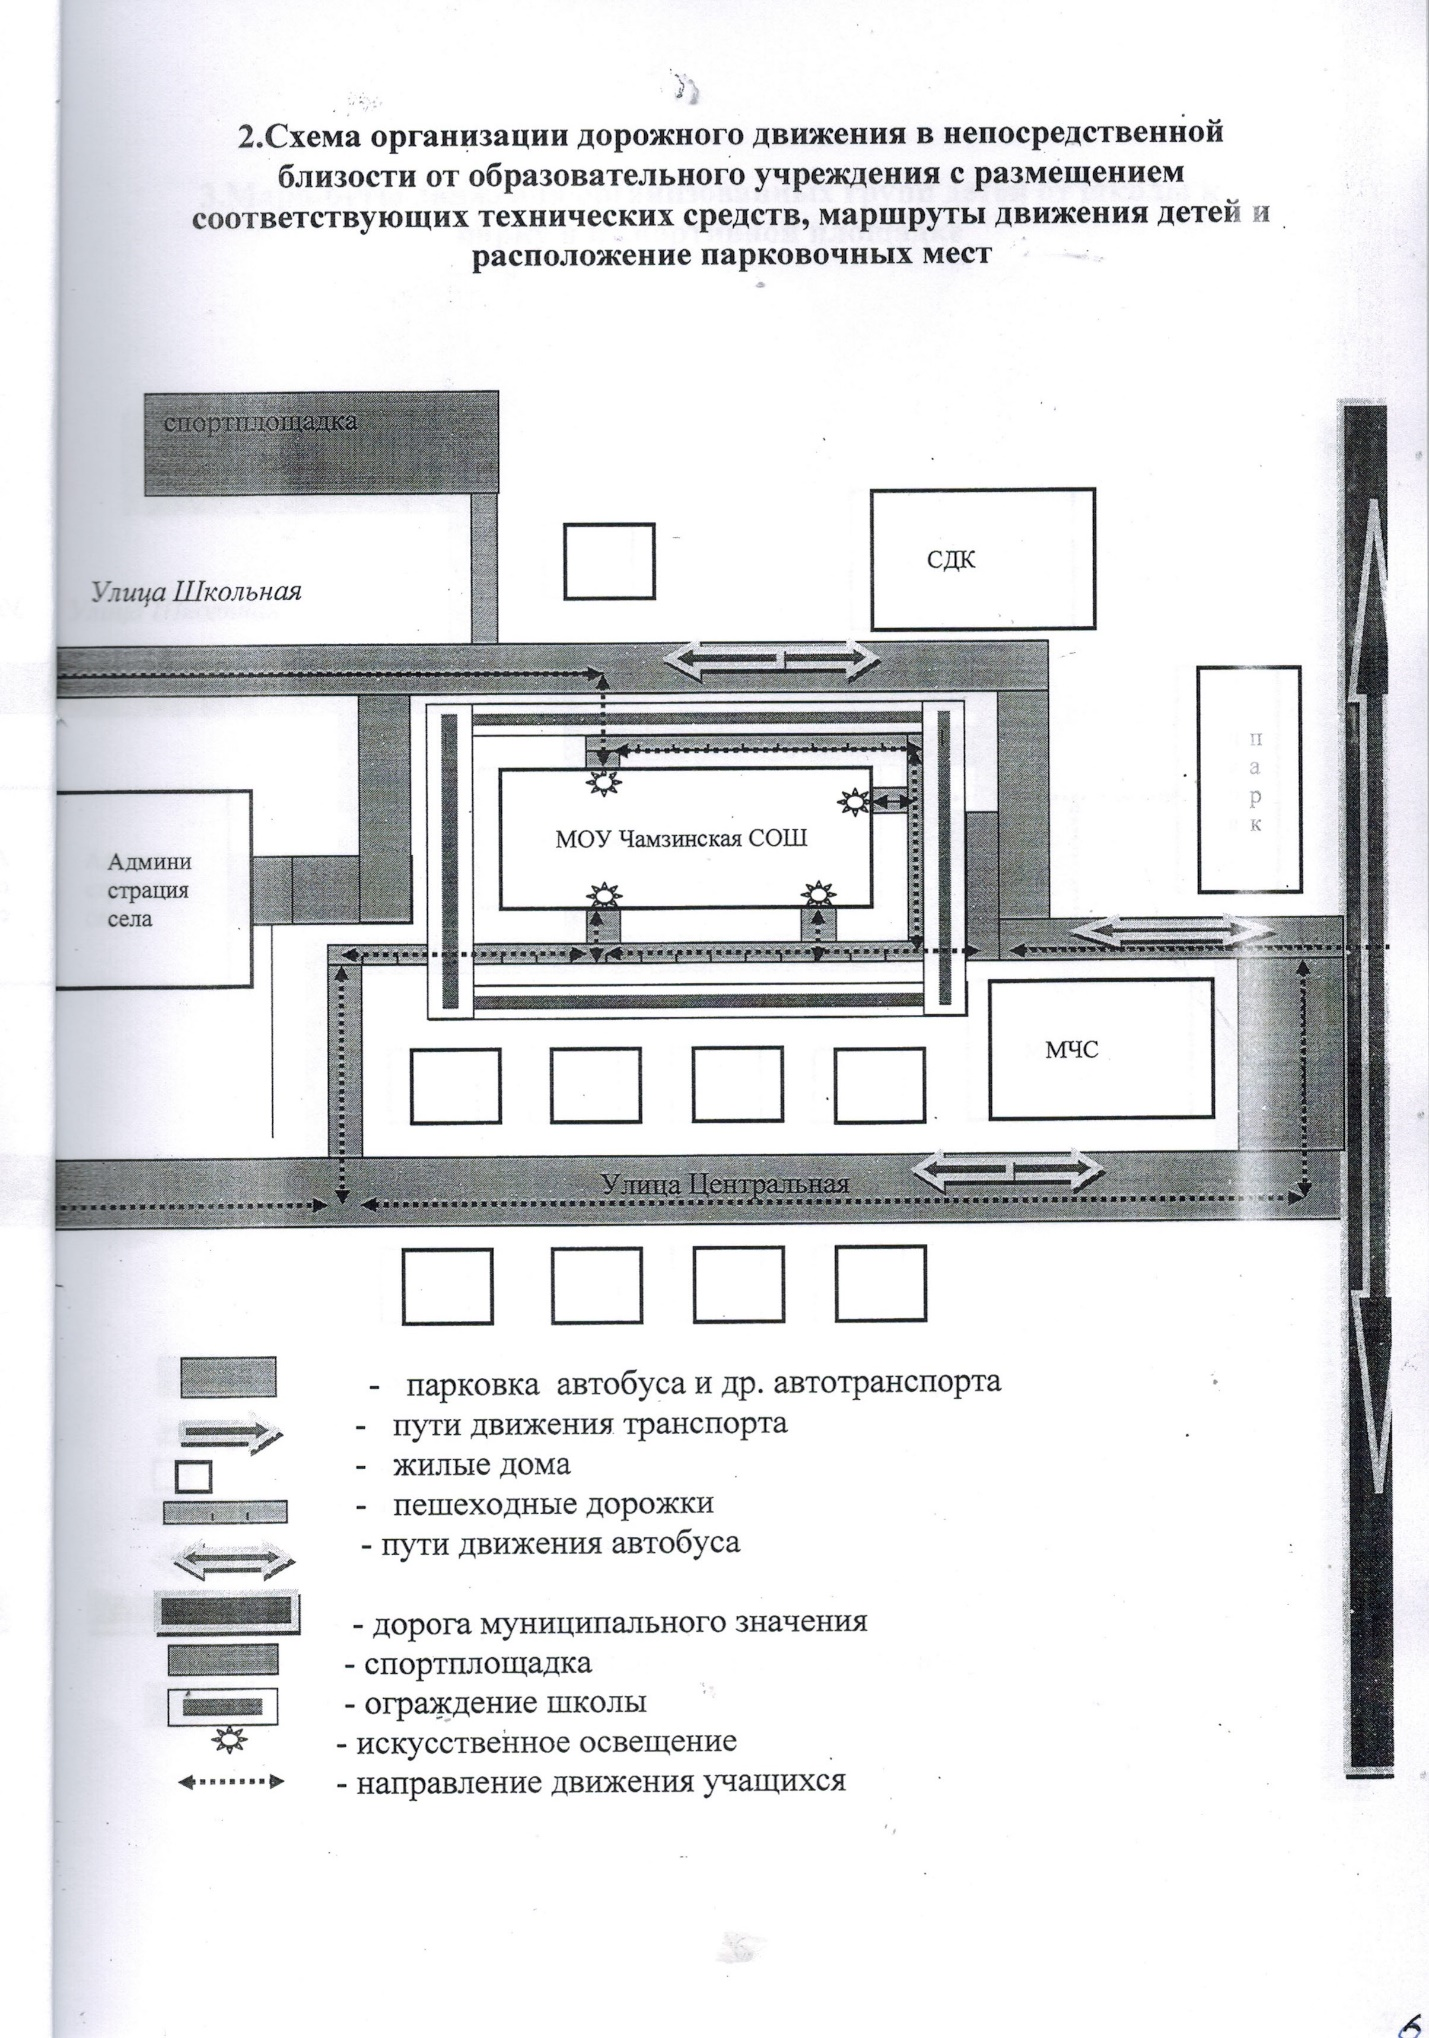 2.Схема организации дорожного движения в непосредственной
близости от образовательного учреждения с размещением
соответствующих технических средств, маршруты движения детей и
расположение парковочных мест
спортплощадка
СДК
Улица Школьная
п
а
р
к
МОУ Чамзинская СОШ
Админи
страция
села
МЧС
Улица Центральная
- парковка автобуса и др. автотранспорта
- пути движения транспорта
- жилые дома
- пешеходные дорожки
- пути движения автобуса
- дорога муниципального значения
- спортплощадка
- ограждение школы
- искусственное освещение
- направление движения учащихся